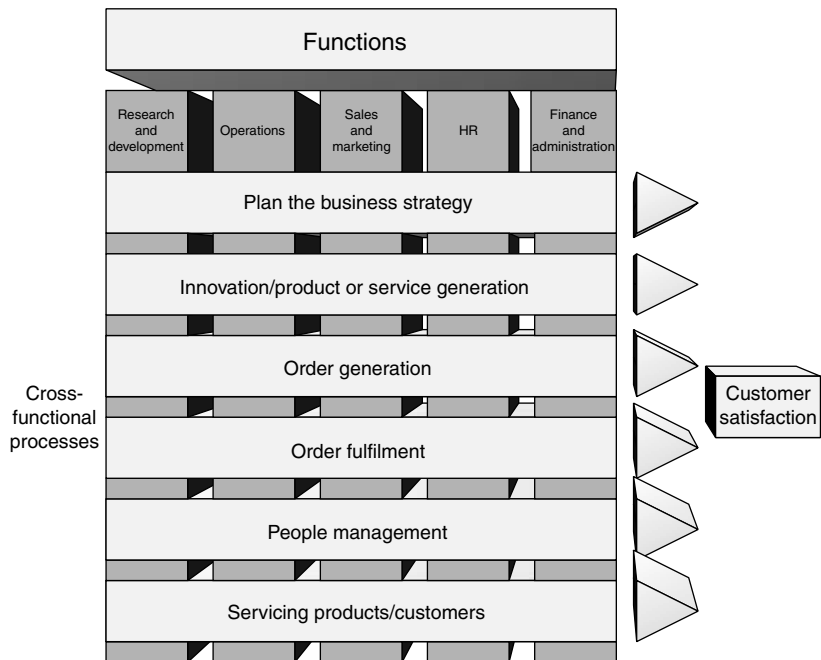 Functions
Research
and
development
Operations
Sales
and
marketing
HR
Finance
and
administration
Plan the business strategy
Innovation/product or service generation
Order generation
Order fulfilment
People management
Servicing products/customers
Cross-
functional
processes
Customer
satisfaction